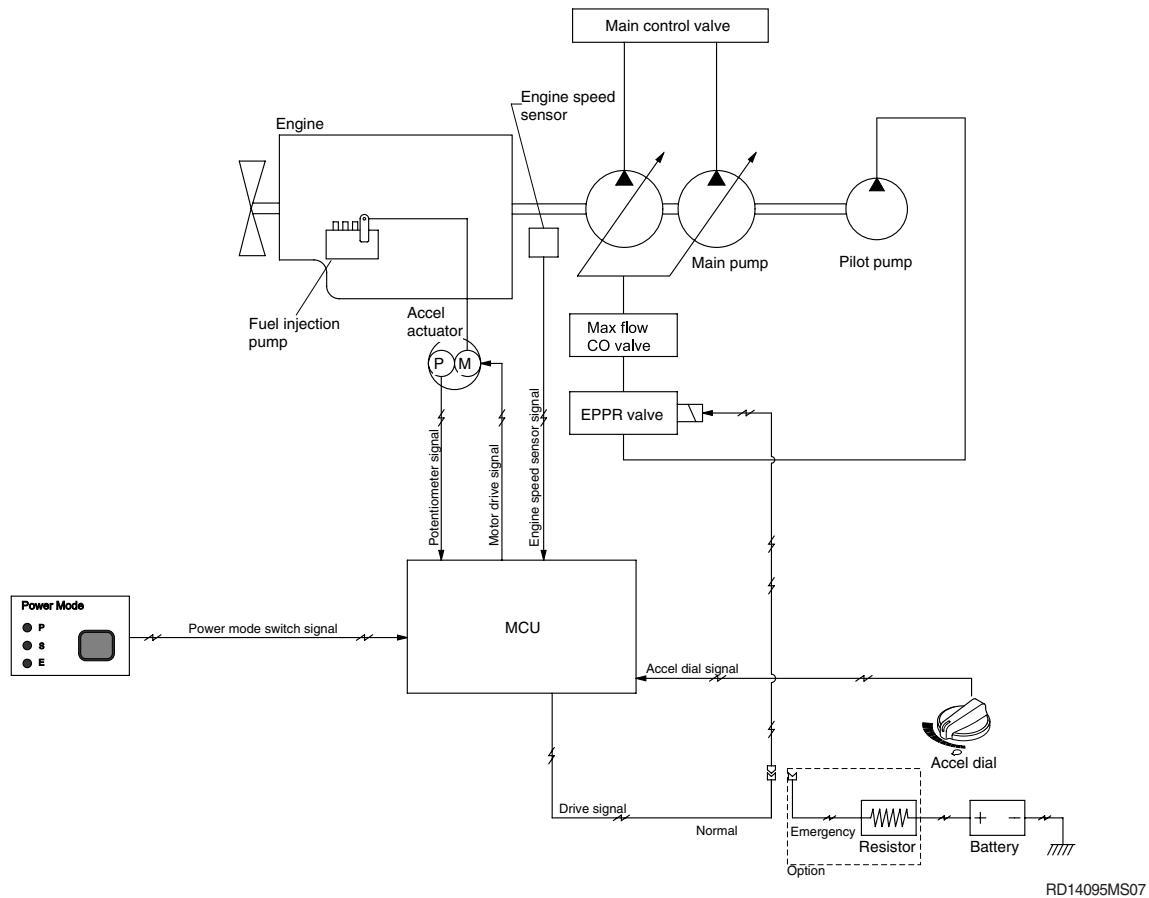 Main control valve
Engine speed
sensor
Engine
Main pump
Pilot pump
Fuel injection
pump
Accel
actuator
Max flow
CO valve
P M
EPPR valve
Potentiometer signal
Motor drive signal
Engine speed sensor signal
Power Mode
P
S
E
Power mode switch signal
MCU
Accel dial signal
Accel dial
Drive signal
Normal
Emergency
Resistor
+ -
Battery
Option
RD14095MS07